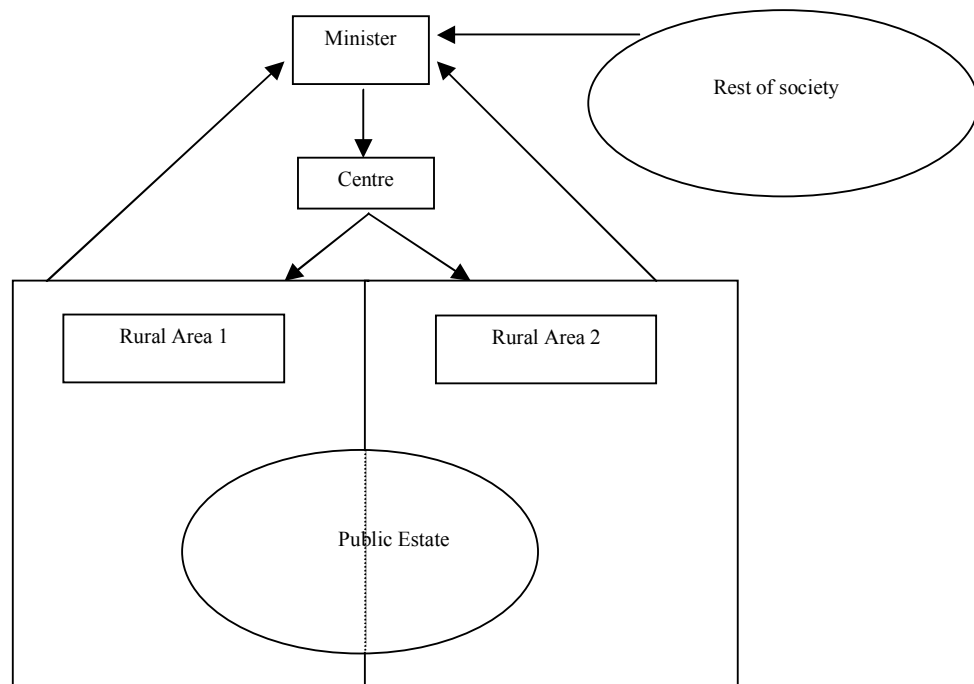 Minister
Rest of society
Centre
Rural Area 1
Rural Area 2
Public Estate